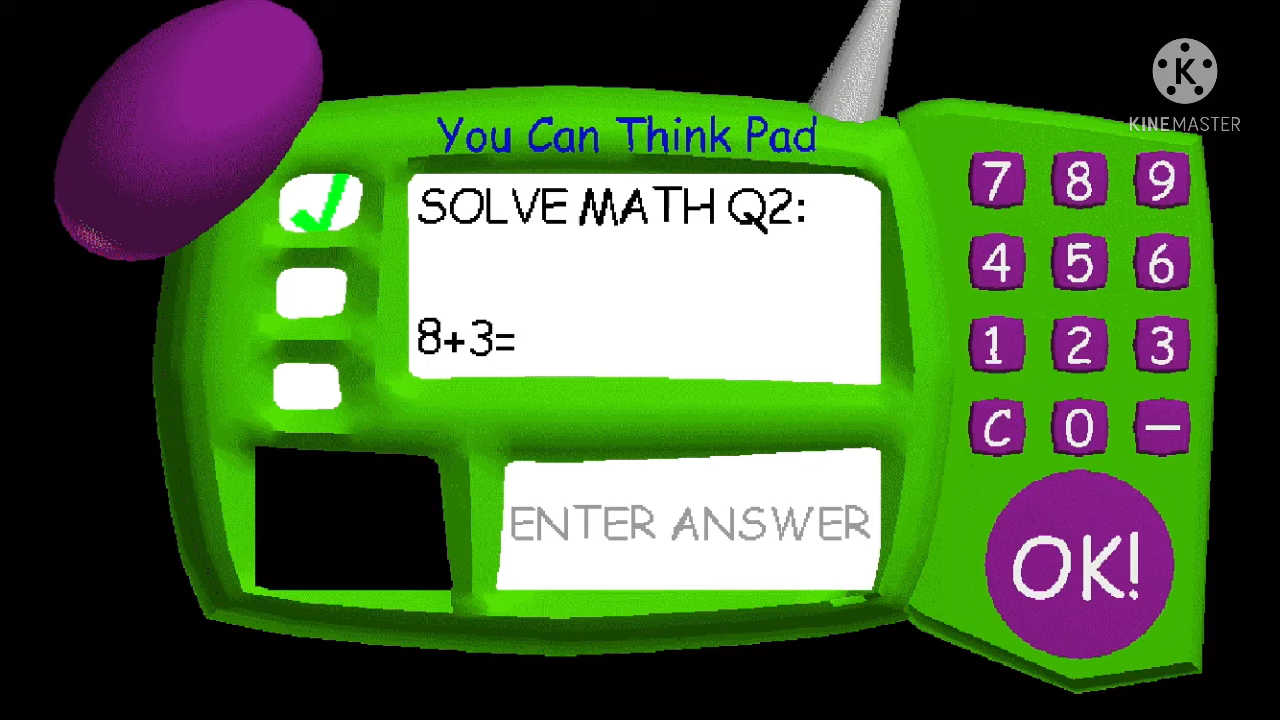 K
KINEMASTER
You Can Think Pad
SOLVE MATH Q2:
8+3=
ENTER ANSWER
7 8 9
4 5 6
1 2 3
C 0 −
OK!